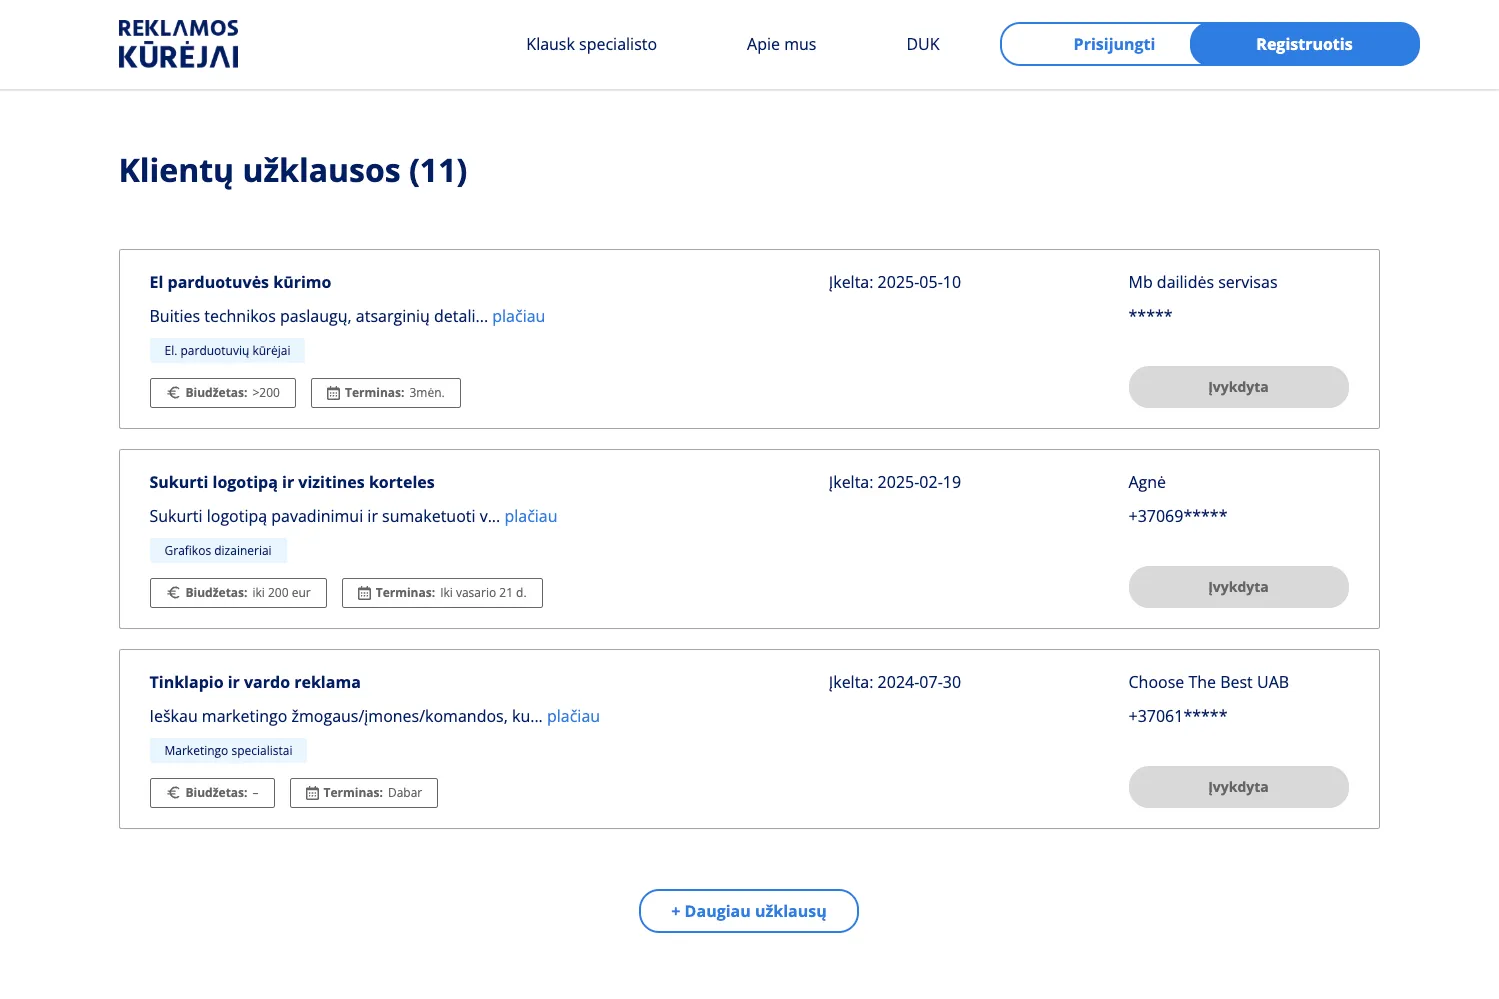 REKLAMOS
KŪRĖJAI
Klausk specialisto
Apie mus
DUK
Prisijungti
Registruotis
Klientų užklausos (11)
El parduotuvės kūrimo
Įkelta: 2025-05-10
Mb dailidės servisas
Buities technikos paslaugų, atsarginių detali... plačiau
*****
El. parduotuvių kūrėjai
Biudžetas: >200
Terminas: 3mėn.
Įvykdyta
Sukurti logotipą ir vizitines korteles
Įkelta: 2025-02-19
Agnė
Sukurti logotipą pavadinimui ir sumaketuoti v... plačiau
+37069*****
Grafikos dizaineriai
Biudžetas: iki 200 eur
Terminas: Iki vasario 21 d.
Įvykdyta
Tinklapio ir vardo reklama
Įkelta: 2024-07-30
Choose The Best UAB
Ieškau marketingo žmogaus/įmones/komandos, ku... plačiau
+37061*****
Marketingo specialistai
Biudžetas: –
Terminas: Dabar
Įvykdyta
+ Daugiau užklausų